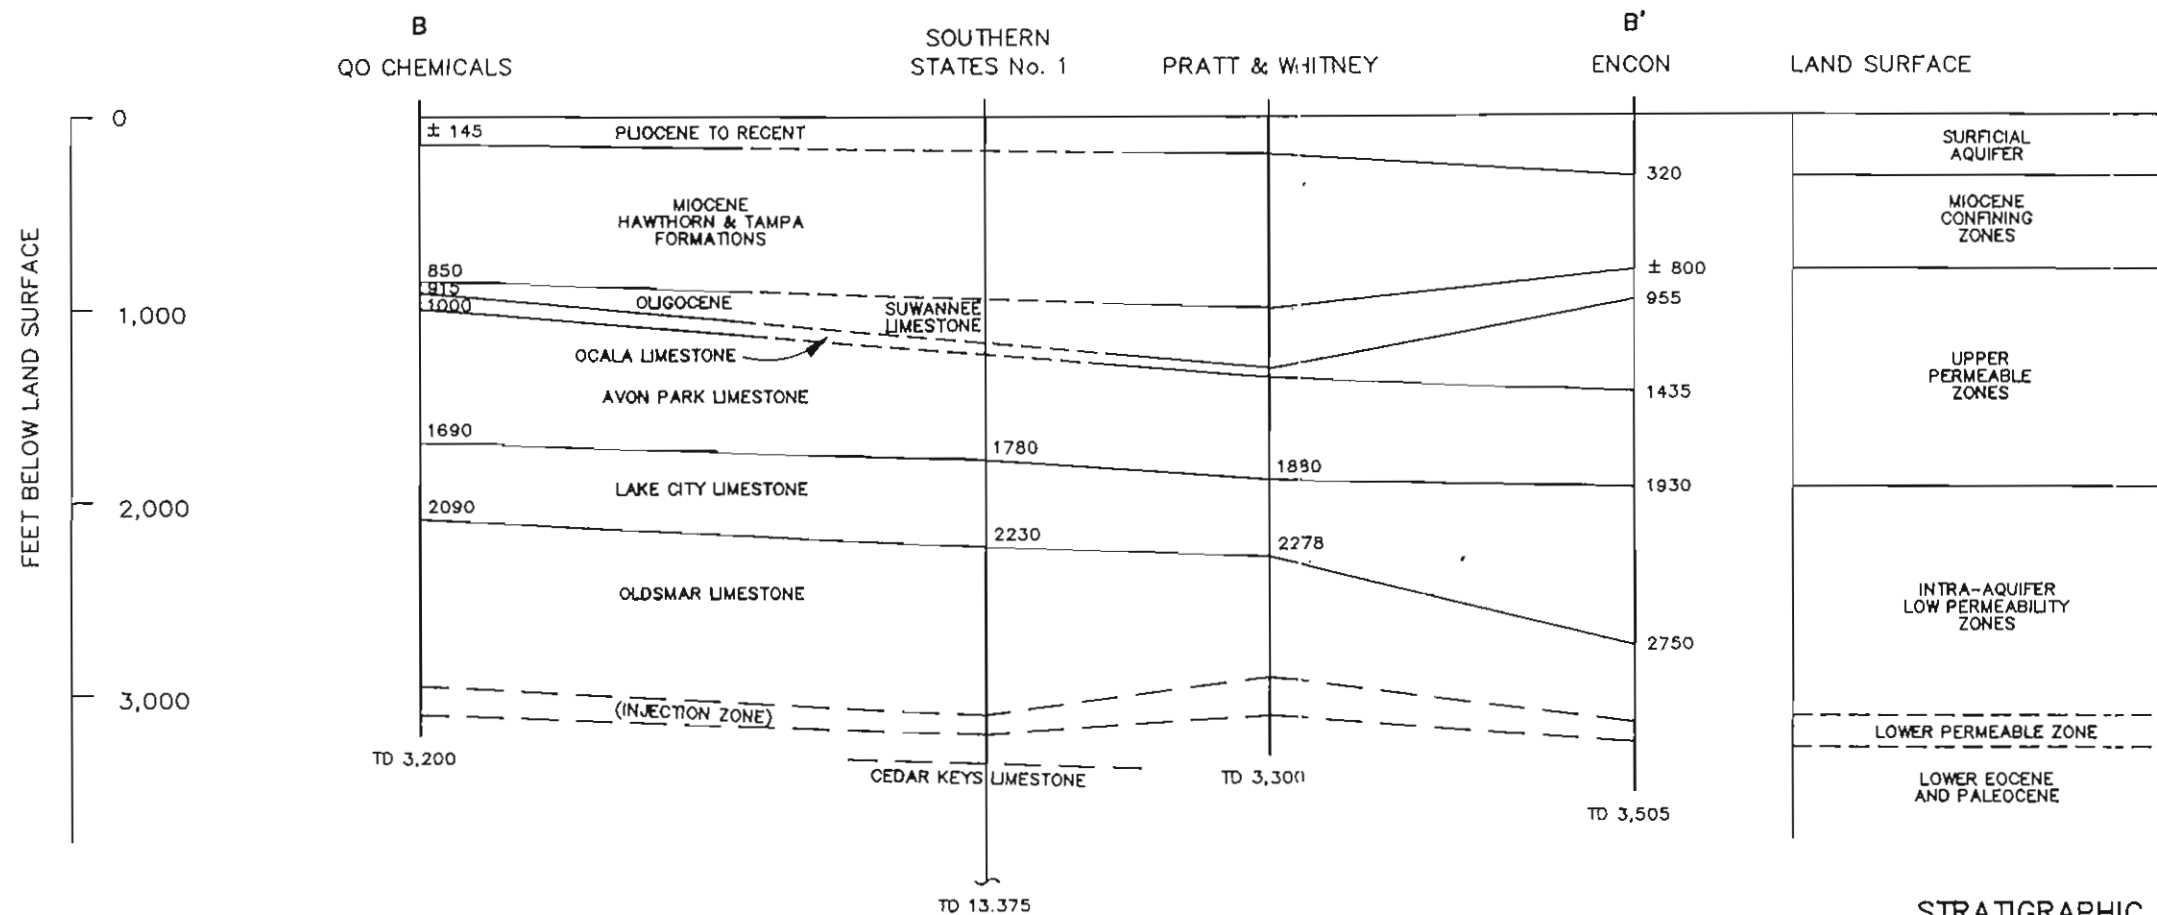 B
B'
QO CHEMICALS
SOUTHERN
STATES No. 1
PRATT & WHITNEY
ENCON
LAND SURFACE
FEET BELOW LAND SURFACE
0
1,000
2,000
3,000
± 145
PLIOCENE TO RECENT
MIOCENE
HAWTHORN & TAMPA
FORMATIONS
850
915
1000
OLIGOCENE
SUWANNEE
LIMESTONE
OCALA LIMESTONE
AVON PARK LIMESTONE
1690
1780
1880
LAKE CITY LIMESTONE
2090
2230
2278
OLDSMAR LIMESTONE
(INJECTION ZONE)
CEDAR KEYS LIMESTONE
TD 3,200
TD 3,300
TD 3,505
TD 13.375
320
± 800
955
1435
1930
2750
SURFICIAL
AQUIFER
MIOCENE
CONFINING
ZONES
UPPER
PERMEABLE
ZONES
INTRA-AQUIFER
LOW PERMEABILITY
ZONES
LOWER PERMEABLE ZONE
LOWER EOCENE
AND PALEOCENE
STRATIGRAPHIC